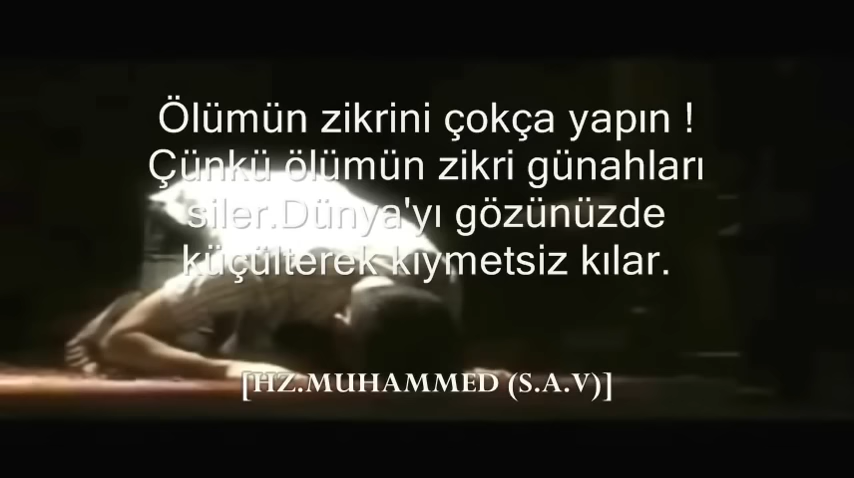 Ölümün zikrini çokça yapın !
Çünkü ölümün zikri günahları
siler.Dünya'yı gözünüzde
küçülterek kıymetsiz kılar.
[HZ.MUHAMMED (S.A.V)]